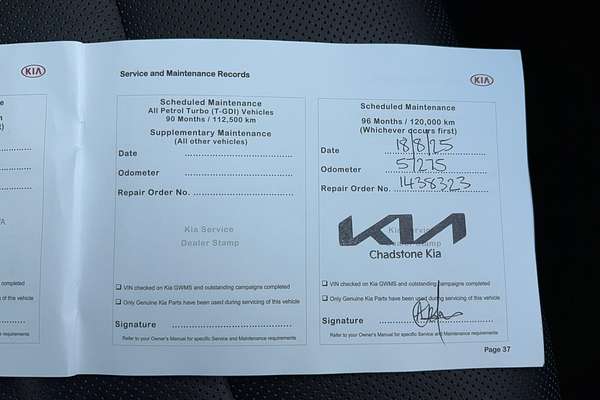 KIA
Service and Maintenance Records
KIA
Scheduled Maintenance
All Petrol Turbo (T-GDI) Vehicles
90 Months / 112,500 km
Supplementary Maintenance
(All other vehicles)
Date
Odometer
Repair Order No.
Kia Service
Dealer Stamp
❑ VIN checked on Kia GWMS and outstanding campaigns completed
❑ Only Genuine Kia Parts have been used during servicing of this vehicle
Signature
Refer to your Owner's Manual for specific Service and Maintenance requirements
Scheduled Maintenance
96 Months / 120,000 km
(Whichever occurs first)
Date 18/8/25
Odometer 57275
Repair Order No. 1438323
KIA
Kia Service
Dealer Stamp
Chadstone Kia
❑ VIN checked on Kia GWMS and outstanding campaigns completed
❑ Only Genuine Kia Parts have been used during servicing of this vehicle
Signature
Refer to your Owner's Manual for specific Service and Maintenance requirements
Page 37